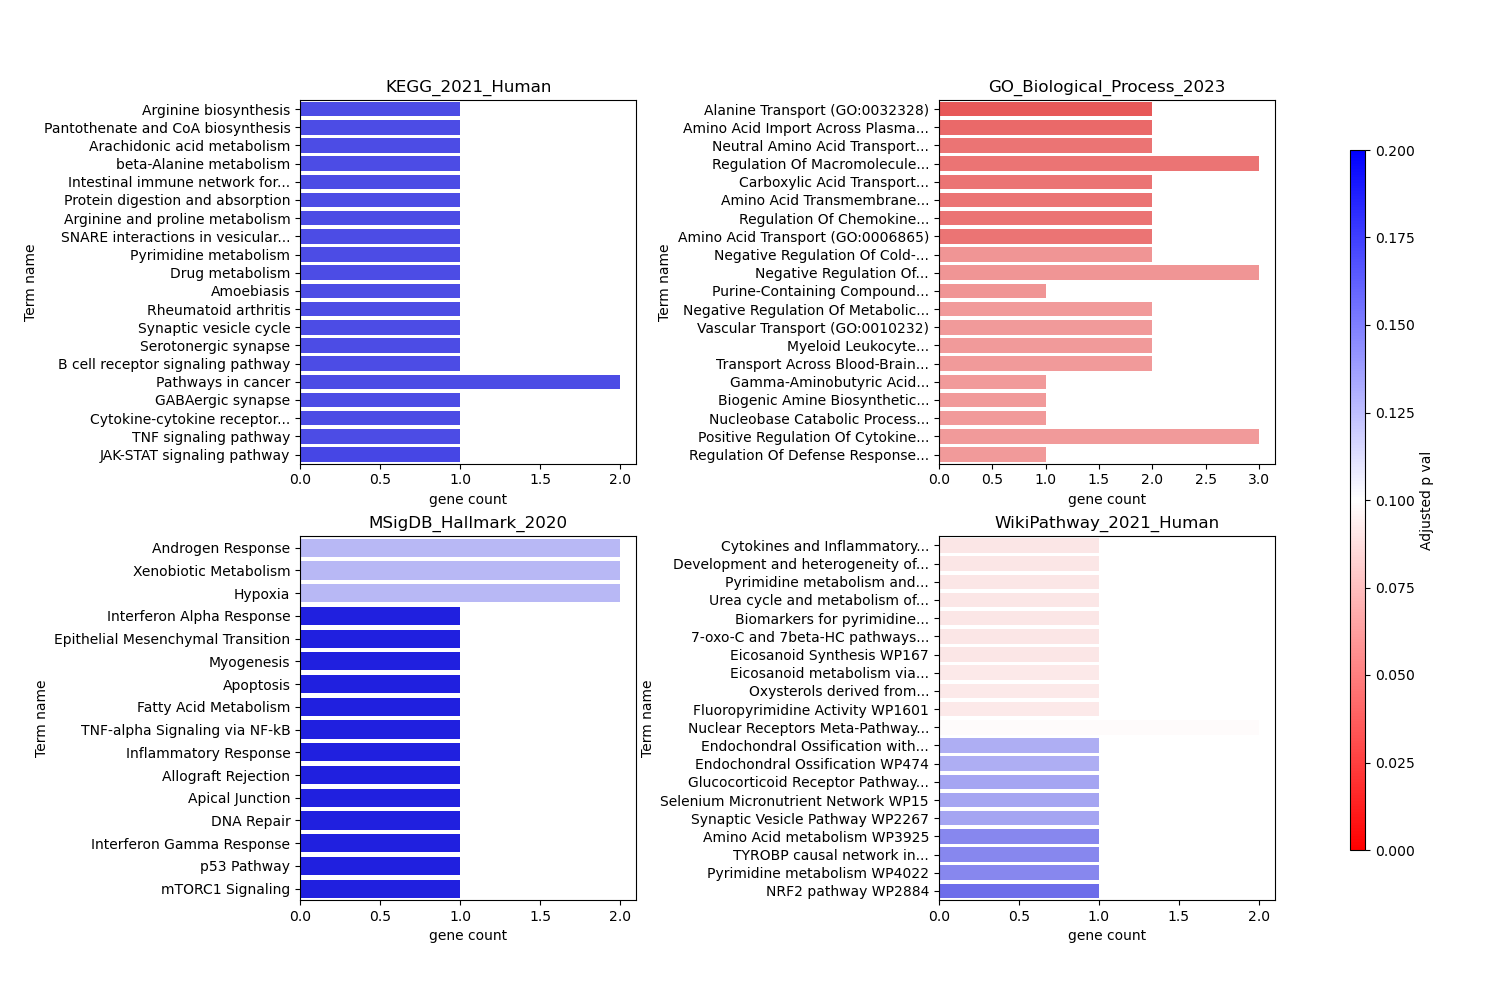 KEGG_2021_Human
Term name
Arginine biosynthesis
Pantothenate and CoA biosynthesis
Arachidonic acid metabolism
beta-Alanine metabolism
Intestinal immune network for...
Protein digestion and absorption
Arginine and proline metabolism
SNARE interactions in vesicular...
Pyrimidine metabolism
Drug metabolism
Amoebiasis
Rheumatoid arthritis
Synaptic vesicle cycle
Serotonergic synapse
B cell receptor signaling pathway
Pathways in cancer
GABAergic synapse
Cytokine-cytokine receptor...
TNF signaling pathway
JAK-STAT signaling pathway
0.0 0.5 1.0 1.5 2.0
gene count
GO_Biological_Process_2023
Term name
Alanine Transport (GO:0032328)
Amino Acid Import Across Plasma...
Neutral Amino Acid Transport...
Regulation Of Macromolecule...
Carboxylic Acid Transport...
Amino Acid Transmembrane...
Regulation Of Chemokine...
Amino Acid Transport (GO:0006865)
Negative Regulation Of Cold-...
Negative Regulation Of...
Purine-Containing Compound...
Negative Regulation Of Metabolic...
Vascular Transport (GO:0010232)
Myeloid Leukocyte...
Transport Across Blood-Brain...
Gamma-Aminobutyric Acid...
Biogenic Amine Biosynthetic...
Nucleobase Catabolic Process...
Positive Regulation Of Cytokine...
Regulation Of Defense Response...
0.0 0.5 1.0 1.5 2.0 2.5 3.0
gene count
MSigDB_Hallmark_2020
Term name
Androgen Response
Xenobiotic Metabolism
Hypoxia
Interferon Alpha Response
Epithelial Mesenchymal Transition
Myogenesis
Apoptosis
Fatty Acid Metabolism
TNF-alpha Signaling via NF-kB
Inflammatory Response
Allograft Rejection
Apical Junction
DNA Repair
Interferon Gamma Response
p53 Pathway
mTORC1 Signaling
0.0 0.5 1.0 1.5 2.0
gene count
WikiPathway_2021_Human
Term name
Cytokines and Inflammatory...
Development and heterogeneity of...
Pyrimidine metabolism and...
Urea cycle and metabolism of...
Biomarkers for pyrimidine...
7-oxo-C and 7beta-HC pathways...
Eicosanoid Synthesis WP167
Eicosanoid metabolism via...
Oxysterols derived from...
Fluoropyrimidine Activity WP1601
Nuclear Receptors Meta-Pathway...
Endochondral Ossification with...
Endochondral Ossification WP474
Glucocorticoid Receptor Pathway...
Selenium Micronutrient Network WP15
Synaptic Vesicle Pathway WP2267
Amino Acid metabolism WP3925
TYROBP causal network in...
Pyrimidine metabolism WP4022
NRF2 pathway WP2884
0.0 0.5 1.0 1.5 2.0
gene count
0.200
0.175
0.150
0.125
0.100
0.075
0.050
0.025
0.000
Adjusted p val